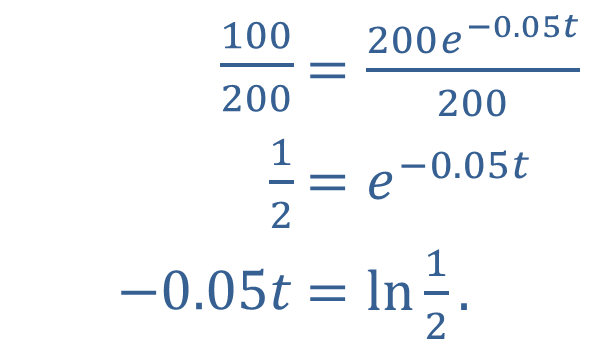 100/200 = 200e^−0.05t/200
1/2 = e^−0.05t
−0.05t = ln 1/2.